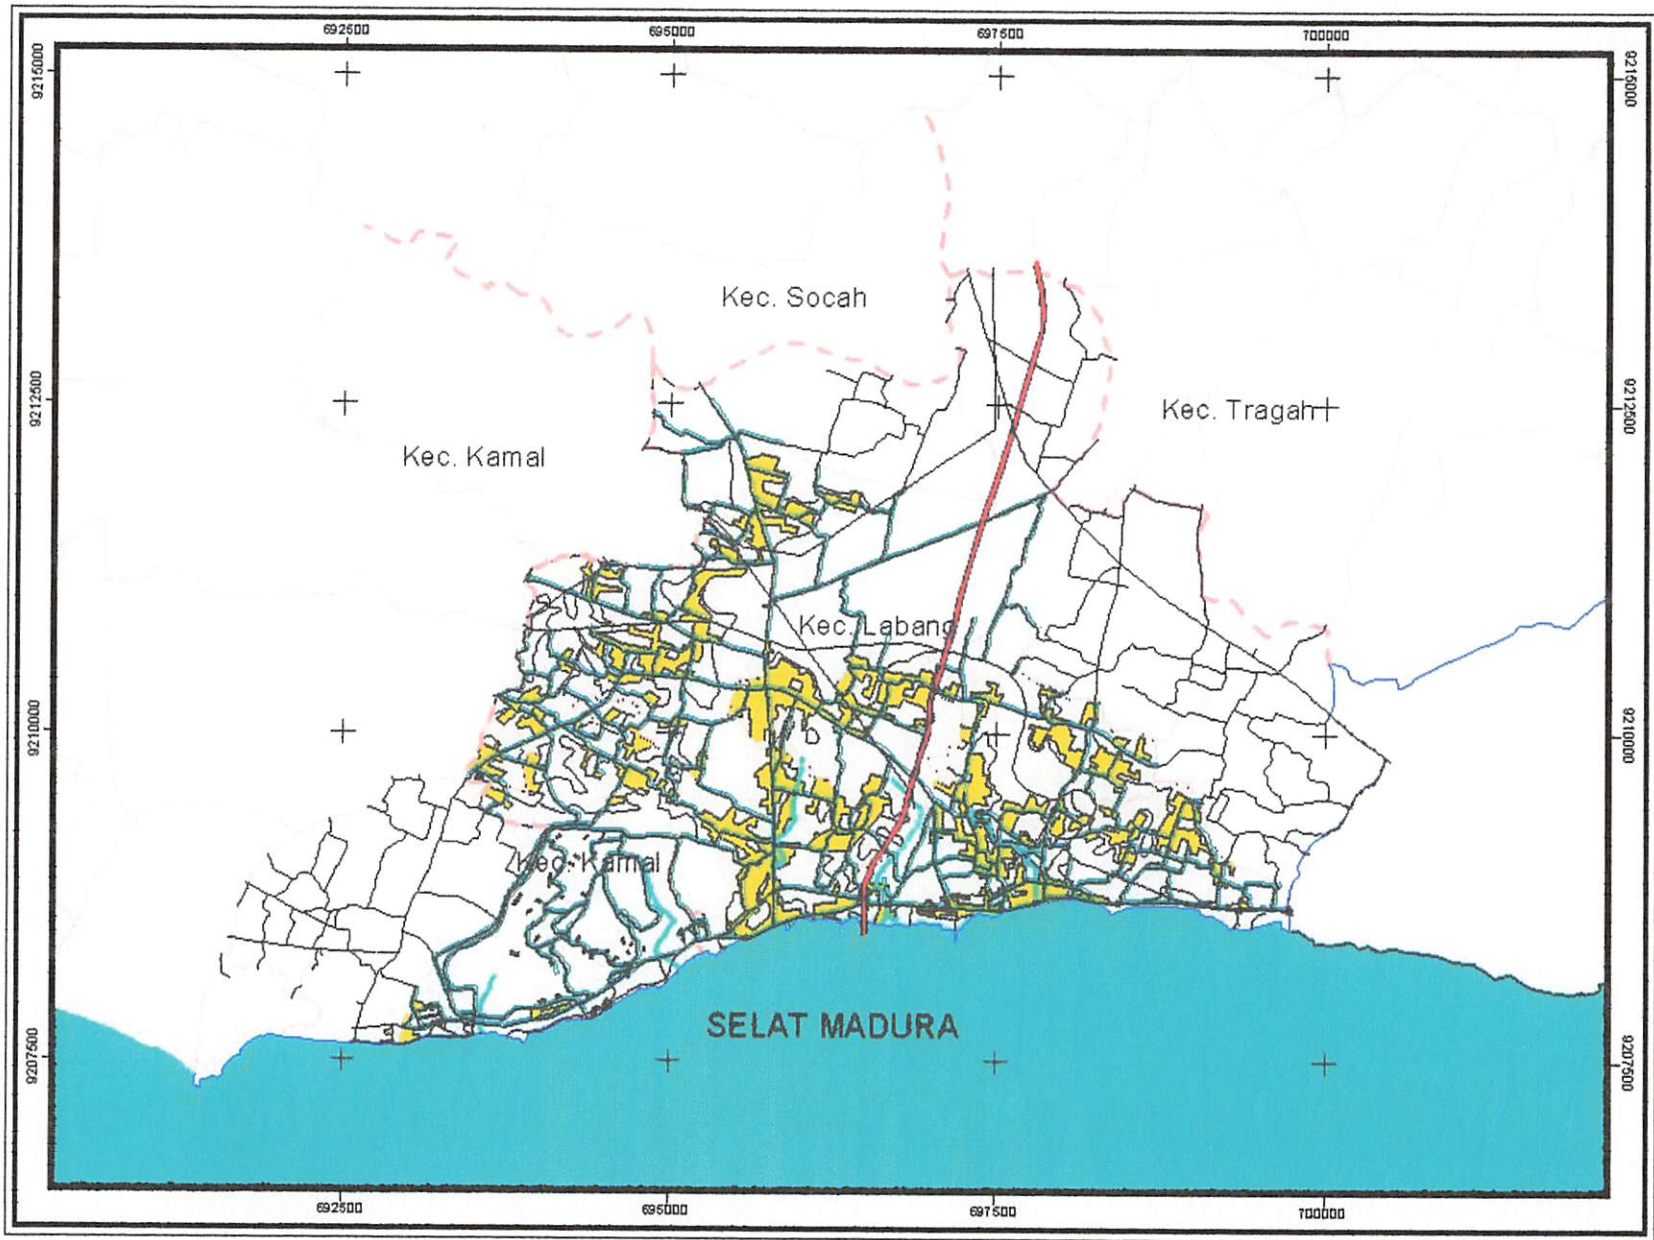 692500 695000 697500 700000
9215000 9215000
Kec. Socah
9212500 Kec. Tragah 9212500
Kec. Kamal
Kec. Labang
9210000 9210000
Kec. Kamal
SELAT MADURA
9207500 9207500
692500 695000 697500 700000